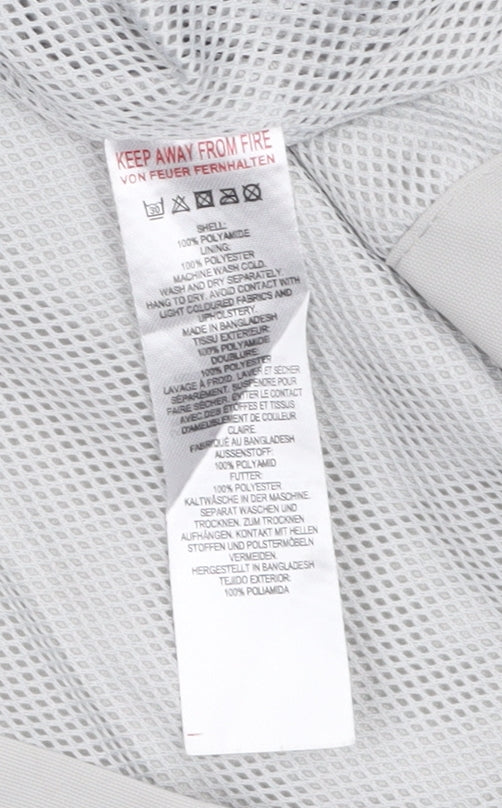 KEEP AWAY FROM FIRE
VON FEUER FERNHALTEN
30
SHELL:
100% POLYAMIDE
LINING:
100% POLYESTER
MACHINE WASH COLD.
WASH AND DRY SEPARATELY.
HANG TO DRY. AVOID CONTACT WITH
LIGHT COLOURED FABRICS AND
UPHOLSTERY.
MADE IN BANGLADESH
TISSU EXTÉRIEUR:
100% POLYAMIDE
DOUBLURE:
100% POLYESTER
LAVAGE À FROID. LAVER ET SÉCHER
SÉPARÉMENT. SUSPENDRE POUR
FAIRE SÉCHER. ÉVITER LE CONTACT
AVEC DES ÉTOFFES ET TISSUS
D'AMEUBLEMENT DE COULEUR
CLAIRE.
FABRIQUÉ AU BANGLADESH
AUSSENSTOFF:
100% POLYAMID
FUTTER:
100% POLYESTER
KALTWÄSCHE IN DER MASCHINE.
SEPARAT WASCHEN UND
TROCKNEN. ZUM TROCKNEN
AUFHÄNGEN. KONTAKT MIT HELLEN
STOFFEN UND POLSTERMÖBELN
VERMEIDEN.
HERGESTELLT IN BANGLADESH
TEJIDO EXTERIOR:
100% POLIAMIDA